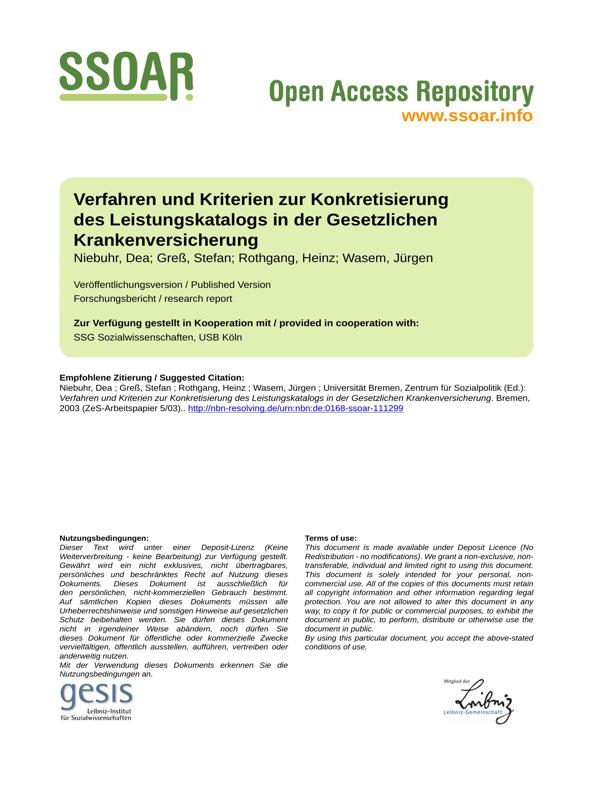 SSOAR
Open Access Repository
www.ssoar.info
Verfahren und Kriterien zur Konkretisierung
des Leistungskatalogs in der Gesetzlichen
Krankenversicherung
Niebuhr, Dea; Greß, Stefan; Rothgang, Heinz; Wasem, Jürgen
Veröffentlichungsversion / Published Version
Forschungsbericht / research report
Zur Verfügung gestellt in Kooperation mit / provided in cooperation with:
SSG Sozialwissenschaften, USB Köln
Empfohlene Zitierung / Suggested Citation:
Niebuhr, Dea ; Greß, Stefan ; Rothgang, Heinz ; Wasem, Jürgen ; Universität Bremen, Zentrum für Sozialpolitik (Ed.):
Verfahren und Kriterien zur Konkretisierung des Leistungskatalogs in der Gesetzlichen Krankenversicherung. Bremen,
2003 (ZeS-Arbeitspapier 5/03).. http://nbn-resolving.de/urn:nbn:de:0168-ssoar-111299
Nutzungsbedingungen:
Dieser Text wird unter einer Deposit-Lizenz (Keine
Weiterverbreitung - keine Bearbeitung) zur Verfügung gestellt.
Gewährt wird ein nicht exklusives, nicht übertragbares,
persönliches und beschränktes Recht auf Nutzung dieses
Dokuments. Dieses Dokument ist ausschließlich für
den persönlichen, nicht-kommerziellen Gebrauch bestimmt.
Auf sämtlichen Kopien dieses Dokuments müssen alle
Urheberrechtshinweise und sonstigen Hinweise auf gesetzlichen
Schutz beibehalten werden. Sie dürfen dieses Dokument
nicht in irgendeiner Weise abändern, noch dürfen Sie
dieses Dokument für öffentliche oder kommerzielle Zwecke
vervielfältigen, öffentlich ausstellen, aufführen, vertreiben oder
anderweitig nutzen.
Mit der Verwendung dieses Dokuments erkennen Sie die
Nutzungsbedingungen an.
Terms of use:
This document is made available under Deposit Licence (No
Redistribution - no modifications). We grant a non-exclusive, non-
transferable, individual and limited right to using this document.
This document is solely intended for your personal, non-
commercial use. All of the copies of this documents must retain
all copyright information and other information regarding legal
protection. You are not allowed to alter this document in any
way, to copy it for public or commercial purposes, to exhibit the
document in public, to perform, distribute or otherwise use the
document in public.
By using this particular document, you accept the above-stated
conditions of use.
gesis
Leibniz-Institut
für Sozialwissenschaften
Mitglied der
Leibniz
Leibniz-Gemeinschaft